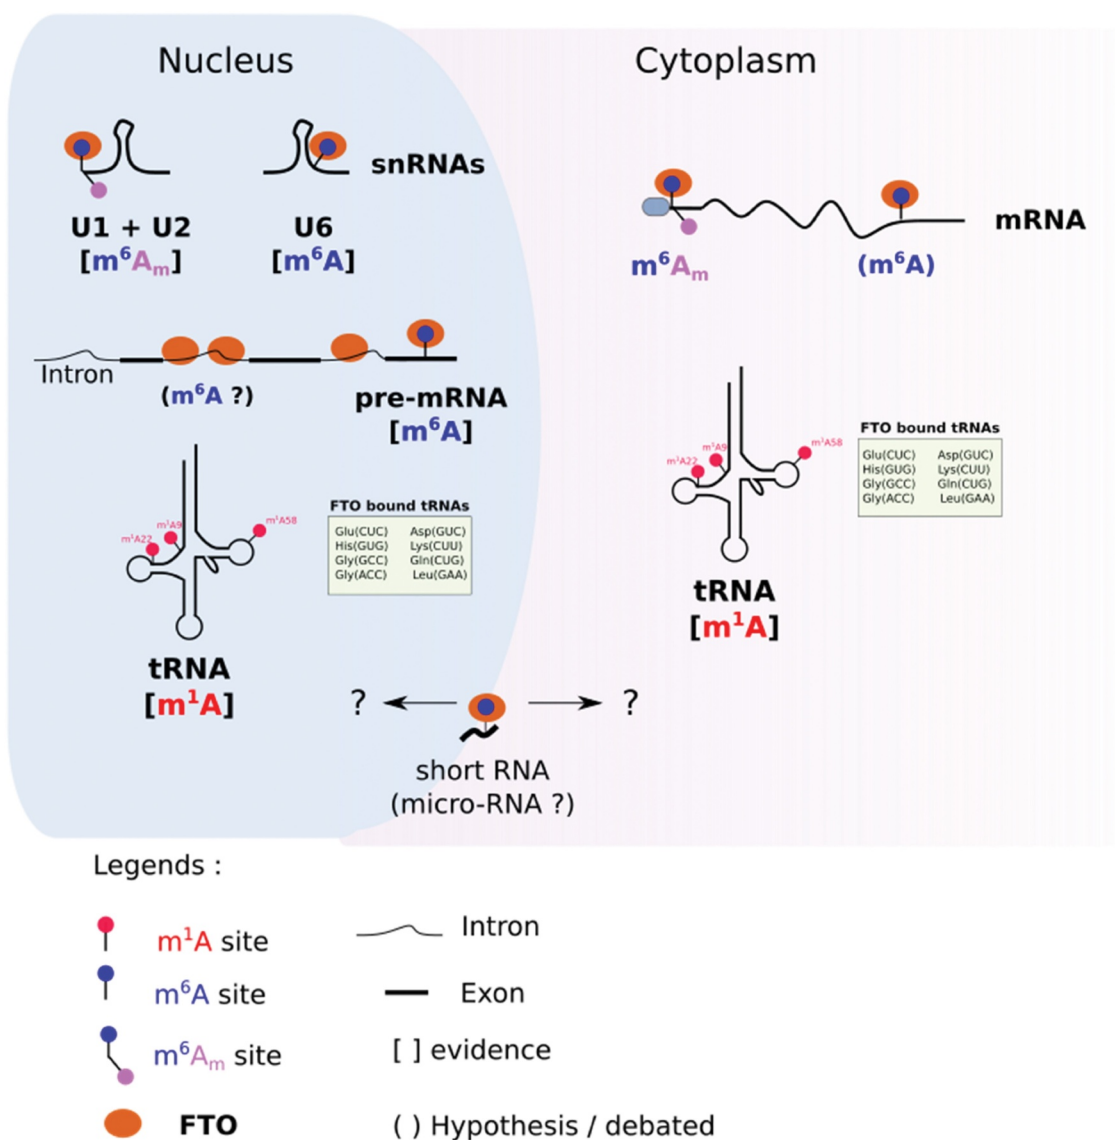 Nucleus
Cytoplasm
snRNAs
U1 + U2
[m⁶Aₘ]
U6
[m⁶A]
mRNA
m⁶Aₘ
(m⁶A)
Intron
(m⁶A ?)
pre-mRNA
[m⁶A]
m¹A22
m¹A9
m¹A58
FTO bound tRNAs
Glu(CUC) Asp(GUC)
His(GUG) Lys(CUU)
Gly(GCC) Gln(CUG)
Gly(ACC) Leu(GAA)
tRNA
[m¹A]
m¹A22
m¹A9
m¹A58
FTO bound tRNAs
Glu(CUC) Asp(GUC)
His(GUG) Lys(CUU)
Gly(GCC) Gln(CUG)
Gly(ACC) Leu(GAA)
tRNA
[m¹A]
? ?
short RNA
(micro-RNA ?)
Legends :
m¹A site
m⁶A site
m⁶Aₘ site
FTO
Intron
Exon
[ ] evidence
( ) Hypothesis / debated